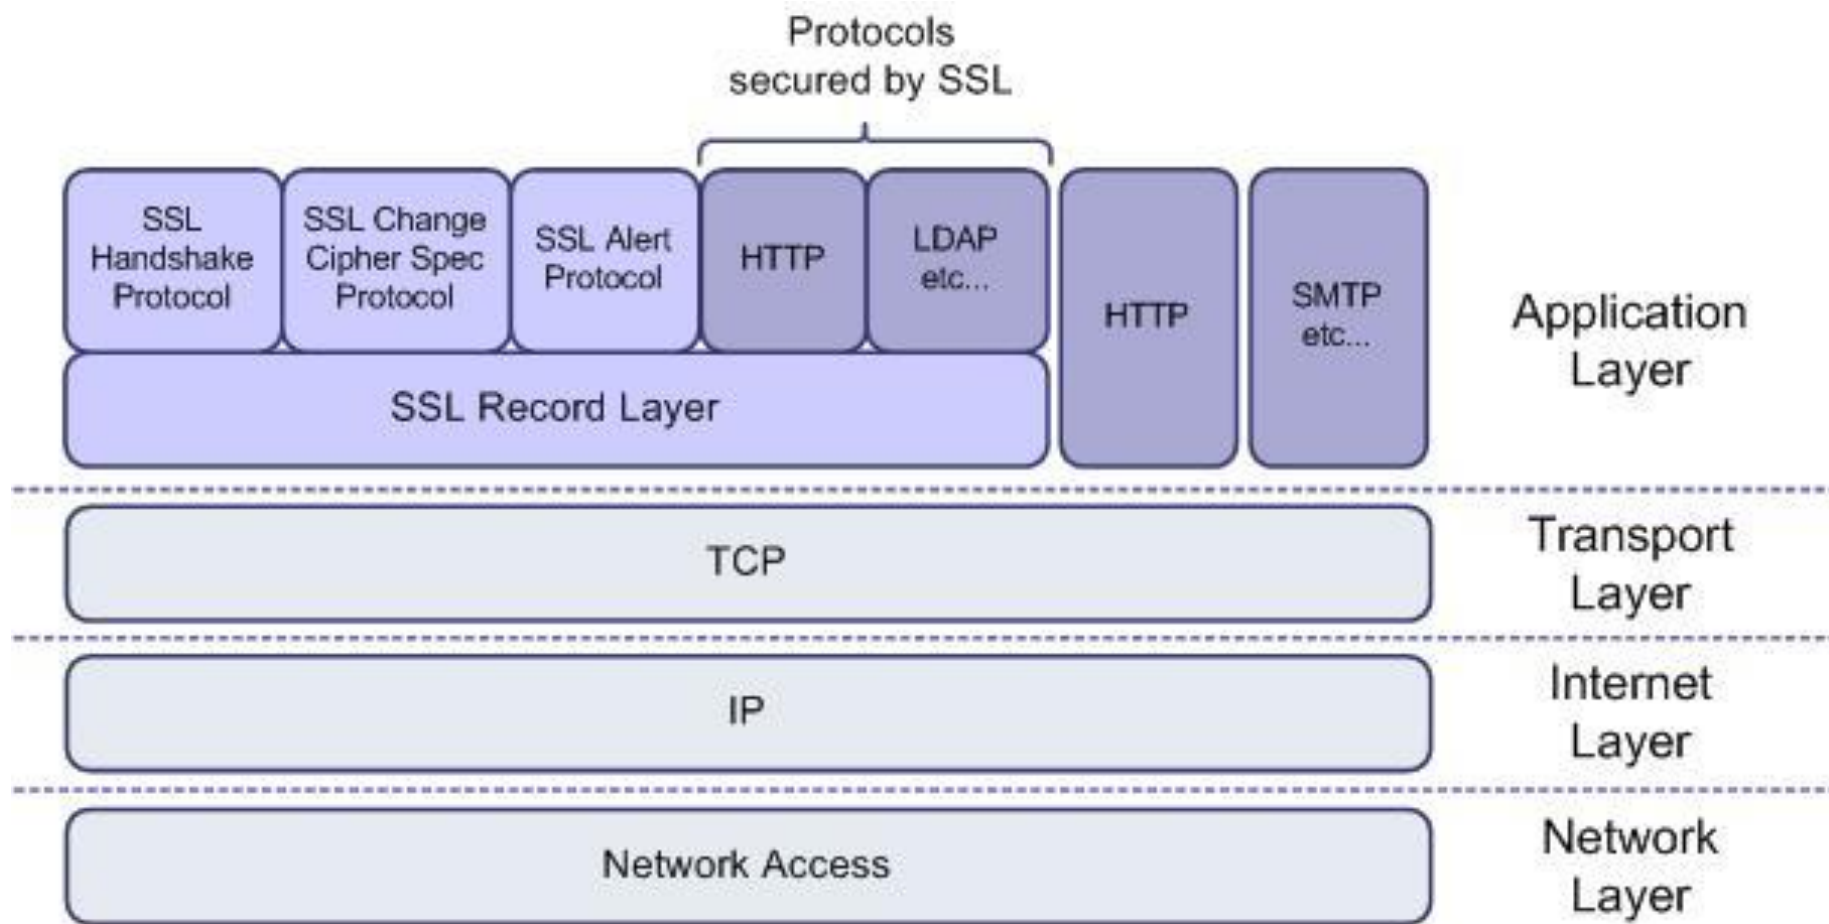 Protocols
secured by SSL
SSL
Handshake
Protocol
SSL Change
Cipher Spec
Protocol
SSL Alert
Protocol
HTTP
LDAP
etc...
HTTP
SMTP
etc...
Application
Layer
SSL Record Layer
TCP
Transport
Layer
IP
Internet
Layer
Network Access
Network
Layer